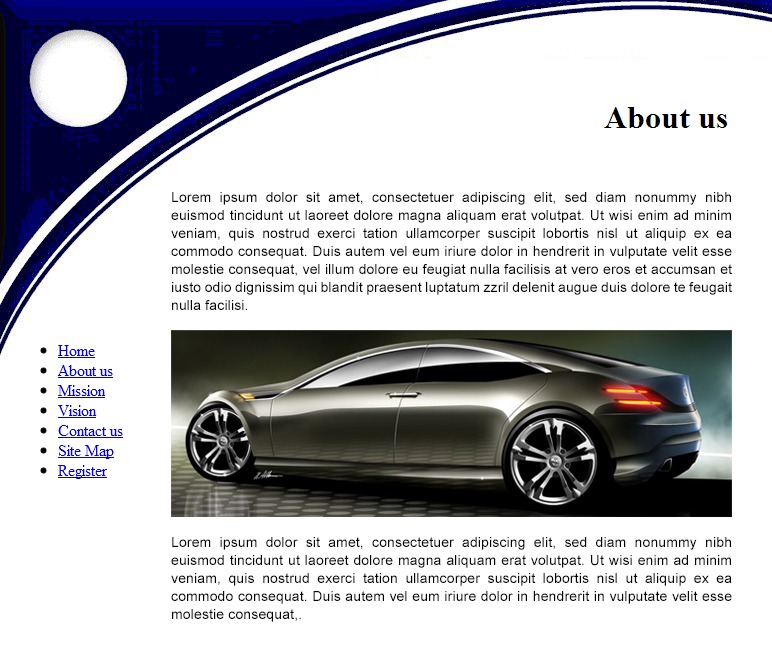 About us
Lorem ipsum dolor sit amet, consectetuer adipiscing elit, sed diam nonummy nibh
euismod tincidunt ut laoreet dolore magna aliquam erat volutpat. Ut wisi enim ad minim
veniam, quis nostrud exerci tation ullamcorper suscipit lobortis nisl ut aliquip ex ea
commodo consequat. Duis autem vel eum iriure dolor in hendrerit in vulputate velit esse
molestie consequat, vel illum dolore eu feugiat nulla facilisis at vero eros et accumsan et
iusto odio dignissim qui blandit praesent luptatum zzril delenit augue duis dolore te feugait
nulla facilisi.
Home
About us
Mission
Vision
Contact us
Site Map
Register
Lorem ipsum dolor sit amet, consectetuer adipiscing elit, sed diam nonummy nibh
euismod tincidunt ut laoreet dolore magna aliquam erat volutpat. Ut wisi enim ad minim
veniam, quis nostrud exerci tation ullamcorper suscipit lobortis nisl ut aliquip ex ea
commodo consequat. Duis autem vel eum iriure dolor in hendrerit in vulputate velit esse
molestie consequat,.